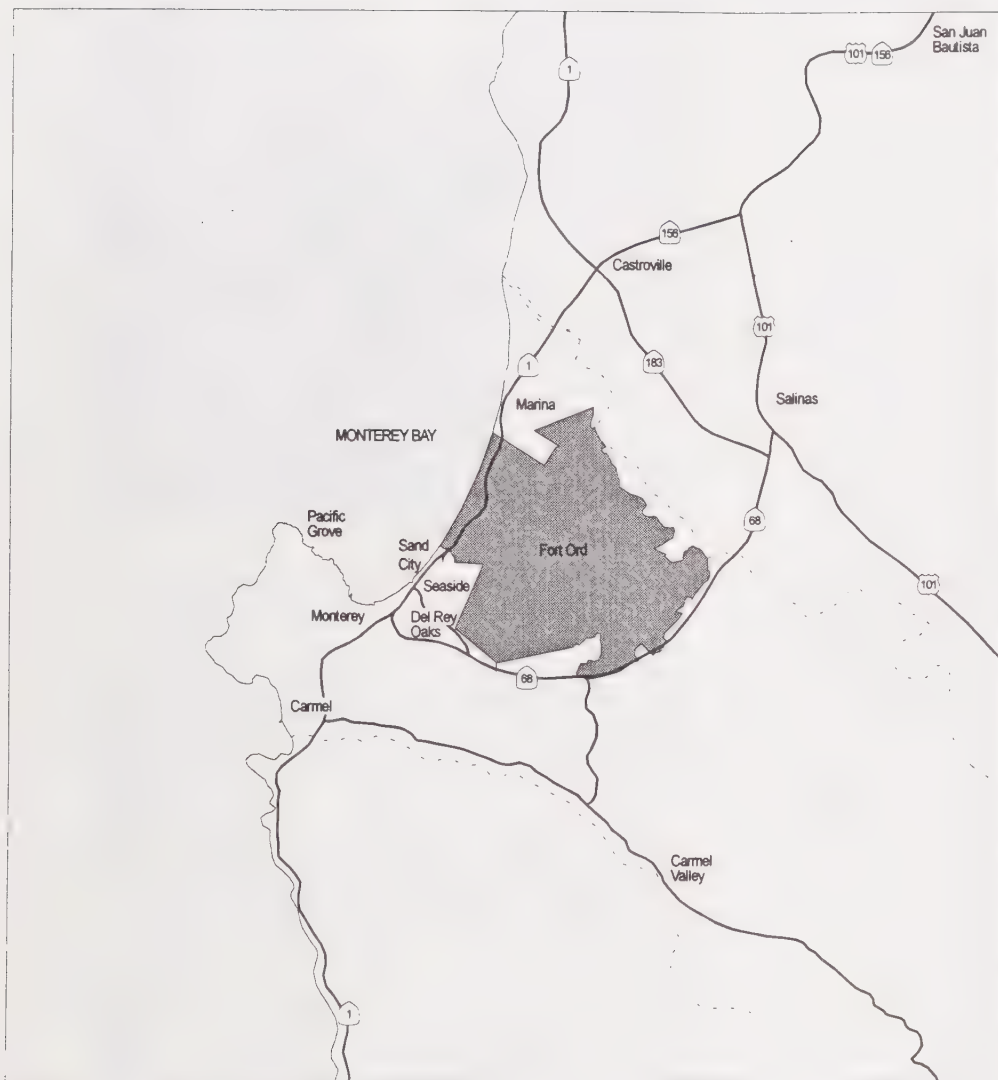 San Juan
Bautista
101
156
1
156
Castroville
101
1
183
Marina
Salinas
MONTEREY BAY
Pacific
Grove
68
Sand
City
Fort Ord
Seaside
101
Monterey
Del Rey
Oaks
68
Carmel
Carmel
Valley
1